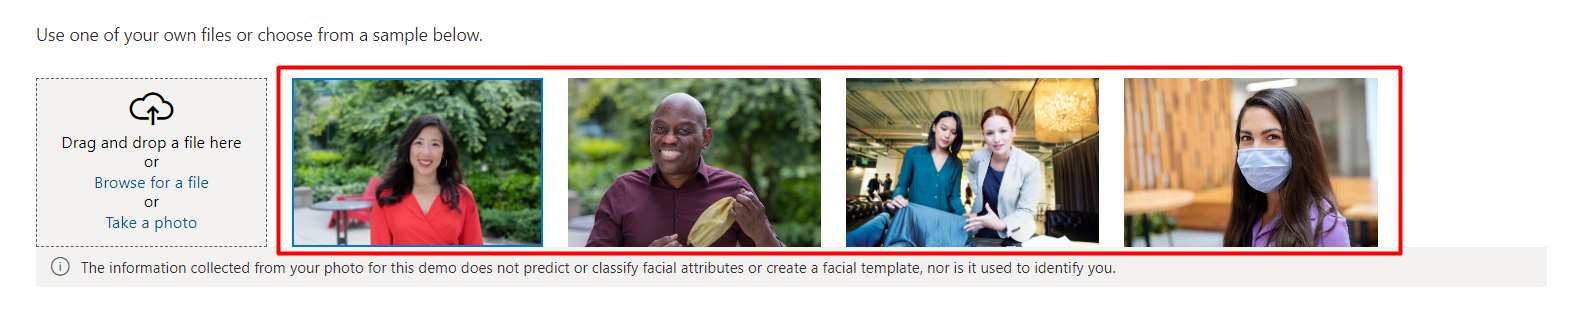 Use one of your own files or choose from a sample below.
Drag and drop a file here
or
Browse for a file
or
Take a photo
The information collected from your photo for this demo does not predict or classify facial attributes or create a facial template, nor is it used to identify you.